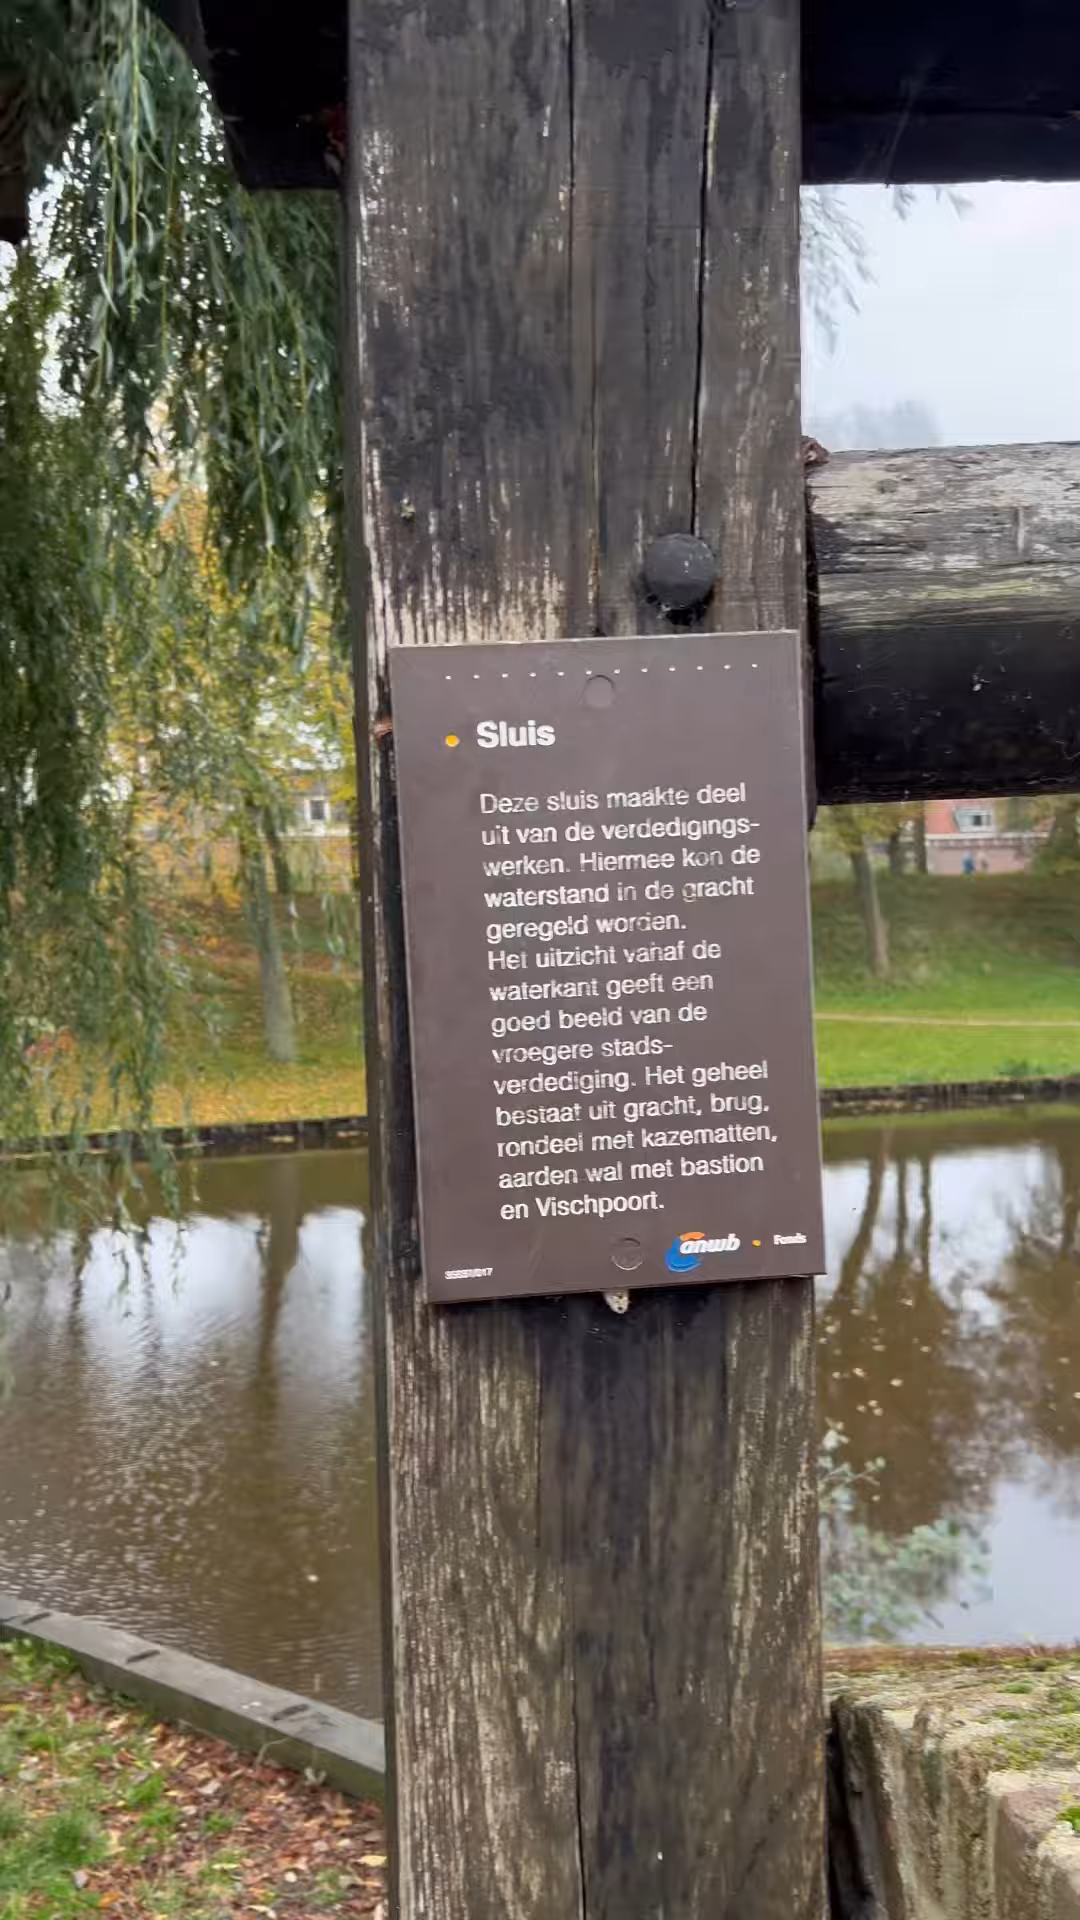 Sluis
Deze sluis maakte deel
uit van de verdedigings-
werken. Hiermee kon de
waterstand in de gracht
geregeld worden.
Het uitzicht vanaf de
waterkant geeft een
goed beeld van de
vroegere stads-
verdediging. Het geheel
bestaat uit gracht, brug,
rondeel met kazematten,
aarden wal met bastion
en Vischpoort.
anwb • Fonds